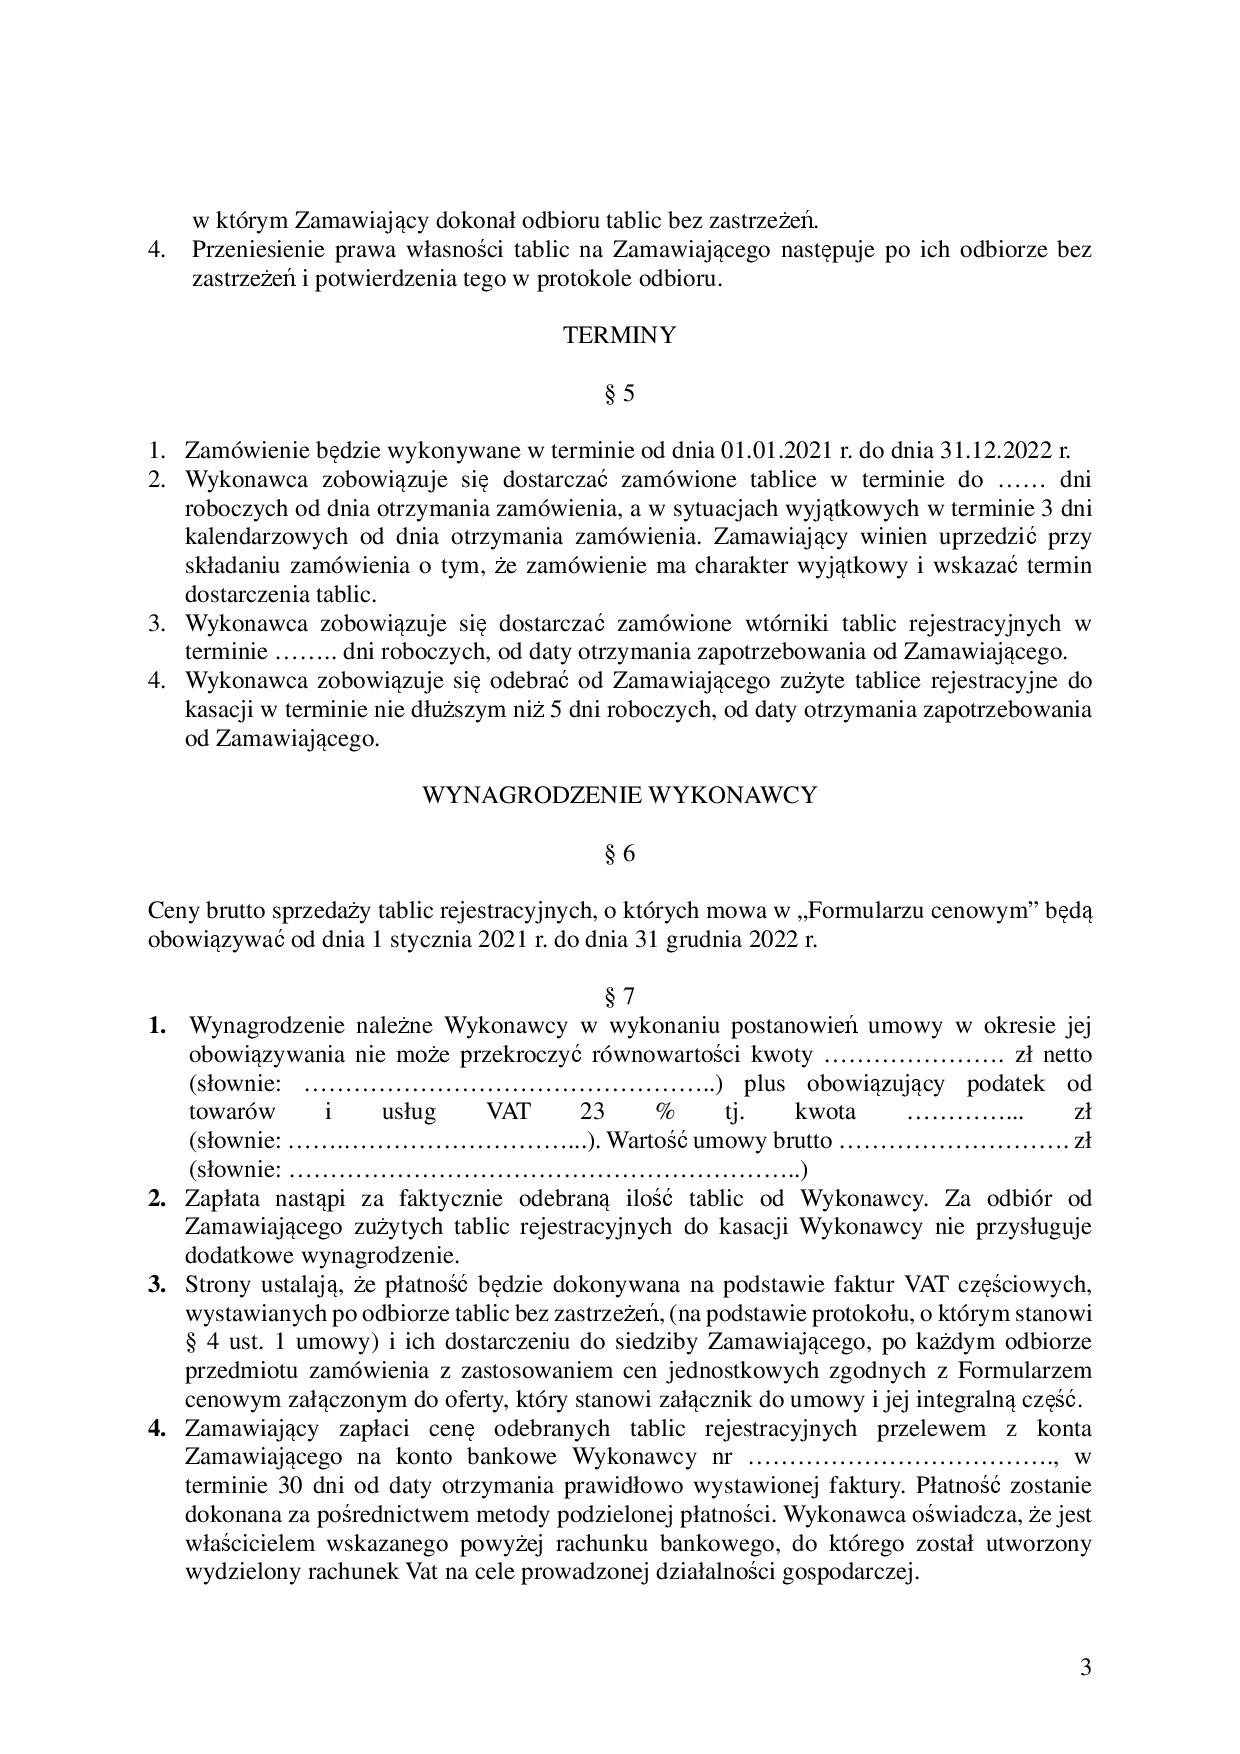 w którym Zamawiający dokonał odbioru tablic bez zastrzeżeń.
4. Przeniesienie prawa własności tablic na Zamawiającego następuje po ich odbiorze bez
zastrzeżeń i potwierdzenia tego w protokole odbioru.
TERMINY
§ 5
1. Zamówienie będzie wykonywane w terminie od dnia 01.01.2021 r. do dnia 31.12.2022 r.
2. Wykonawca zobowiązuje się dostarczać zamówione tablice w terminie do …… dni
roboczych od dnia otrzymania zamówienia, a w sytuacjach wyjątkowych w terminie 3 dni
kalendarzowych od dnia otrzymania zamówienia. Zamawiający winien uprzedzić przy
składaniu zamówienia o tym, że zamówienie ma charakter wyjątkowy i wskazać termin
dostarczenia tablic.
3. Wykonawca zobowiązuje się dostarczać zamówione wtórniki tablic rejestracyjnych w
terminie …….. dni roboczych, od daty otrzymania zapotrzebowania od Zamawiającego.
4. Wykonawca zobowiązuje się odebrać od Zamawiającego zużyte tablice rejestracyjne do
kasacji w terminie nie dłuższym niż 5 dni roboczych, od daty otrzymania zapotrzebowania
od Zamawiającego.
WYNAGRODZENIE WYKONAWCY
§ 6
Ceny brutto sprzedaży tablic rejestracyjnych, o których mowa w „Formularzu cenowym” będą
obowiązywać od dnia 1 stycznia 2021 r. do dnia 31 grudnia 2022 r.
§ 7
1. Wynagrodzenie należne Wykonawcy w wykonaniu postanowień umowy w okresie jej
obowiązywania nie może przekroczyć równowartości kwoty …………………. zł netto
(słownie: …………………………………………..) plus obowiązujący podatek od
towarów i usług VAT 23 % tj. kwota …………... zł
(słownie: …….………………………...). Wartość umowy brutto ………………………. zł
(słownie: ……………………………………………………..)
2. Zapłata nastąpi za faktycznie odebraną ilość tablic od Wykonawcy. Za odbiór od
Zamawiającego zużytych tablic rejestracyjnych do kasacji Wykonawcy nie przysługuje
dodatkowe wynagrodzenie.
3. Strony ustalają, że płatność będzie dokonywana na podstawie faktur VAT częściowych,
wystawianych po odbiorze tablic bez zastrzeżeń, (na podstawie protokołu, o którym stanowi
§ 4 ust. 1 umowy) i ich dostarczeniu do siedziby Zamawiającego, po każdym odbiorze
przedmiotu zamówienia z zastosowaniem cen jednostkowych zgodnych z Formularzem
cenowym załączonym do oferty, który stanowi załącznik do umowy i jej integralną część.
4. Zamawiający zapłaci cenę odebranych tablic rejestracyjnych przelewem z konta
Zamawiającego na konto bankowe Wykonawcy nr ………………………………., w
terminie 30 dni od daty otrzymania prawidłowo wystawionej faktury. Płatność zostanie
dokonana za pośrednictwem metody podzielonej płatności. Wykonawca oświadcza, że jest
właścicielem wskazanego powyżej rachunku bankowego, do którego został utworzony
wydzielony rachunek Vat na cele prowadzonej działalności gospodarczej.
3